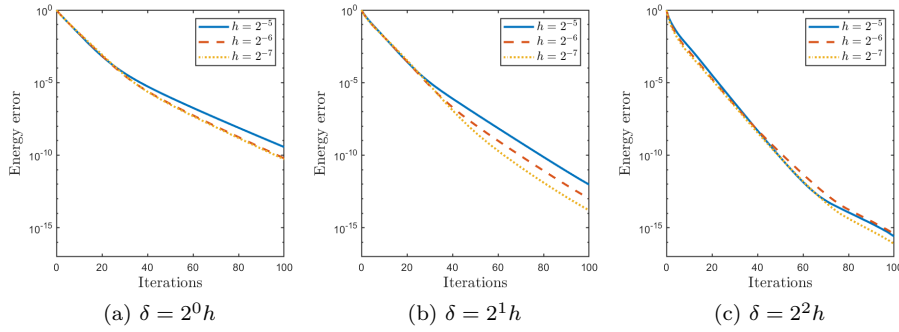 10^0
10^-5
10^-10
10^-15
Energy error
h = 2^-5
h = 2^-6
h = 2^-7
0 20 40 60 80 100
Iterations
(a) δ = 2^0h
10^0
10^-5
10^-10
10^-15
Energy error
h = 2^-5
h = 2^-6
h = 2^-7
0 20 40 60 80 100
Iterations
(b) δ = 2^1h
10^0
10^-5
10^-10
10^-15
Energy error
h = 2^-5
h = 2^-6
h = 2^-7
0 20 40 60 80 100
Iterations
(c) δ = 2^2h